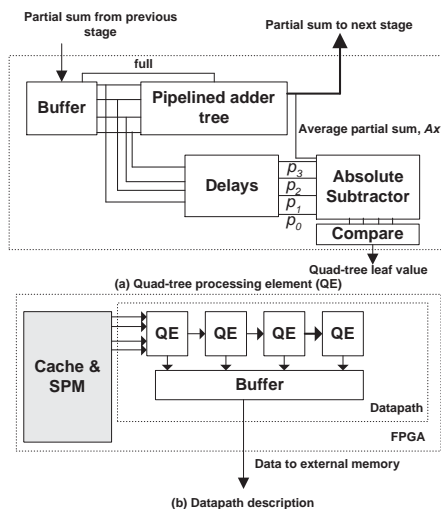 Partial sum from previous
stage
Partial sum to next stage
full
Buffer
Pipelined adder
tree
Average partial sum, Ax
Delays
p3
p2
p1
p0
Absolute
Subtractor
Compare
Quad-tree leaf value
(a) Quad-tree processing element (QE)
Cache &
SPM
QE
QE
QE
QE
Buffer
Datapath
FPGA
Data to external memory
(b) Datapath description